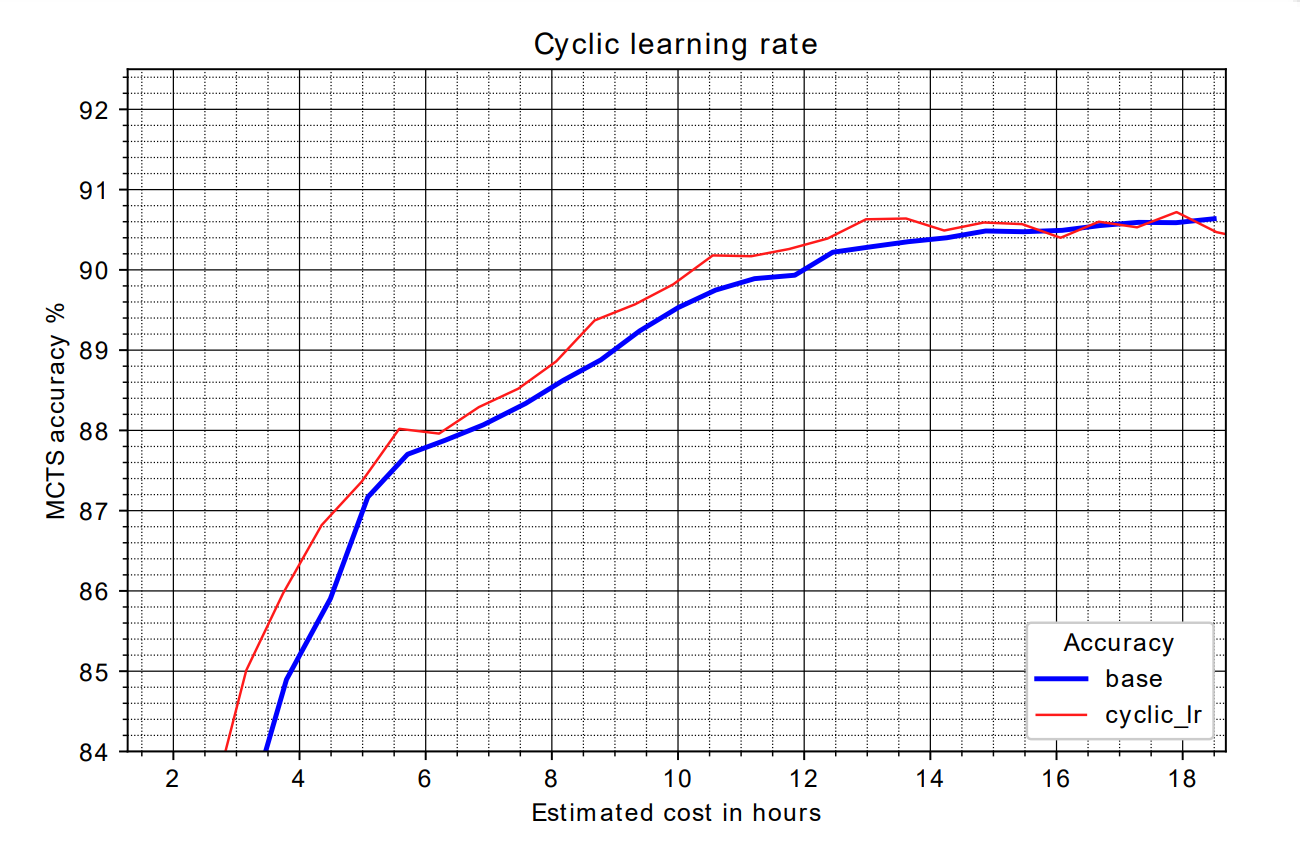 Cyclic learning rate
92
91
90
89
88
87
86
85
84
MCTS accuracy %
2 4 6 8 10 12 14 16 18
Estimated cost in hours
Accuracy
base
cyclic_lr